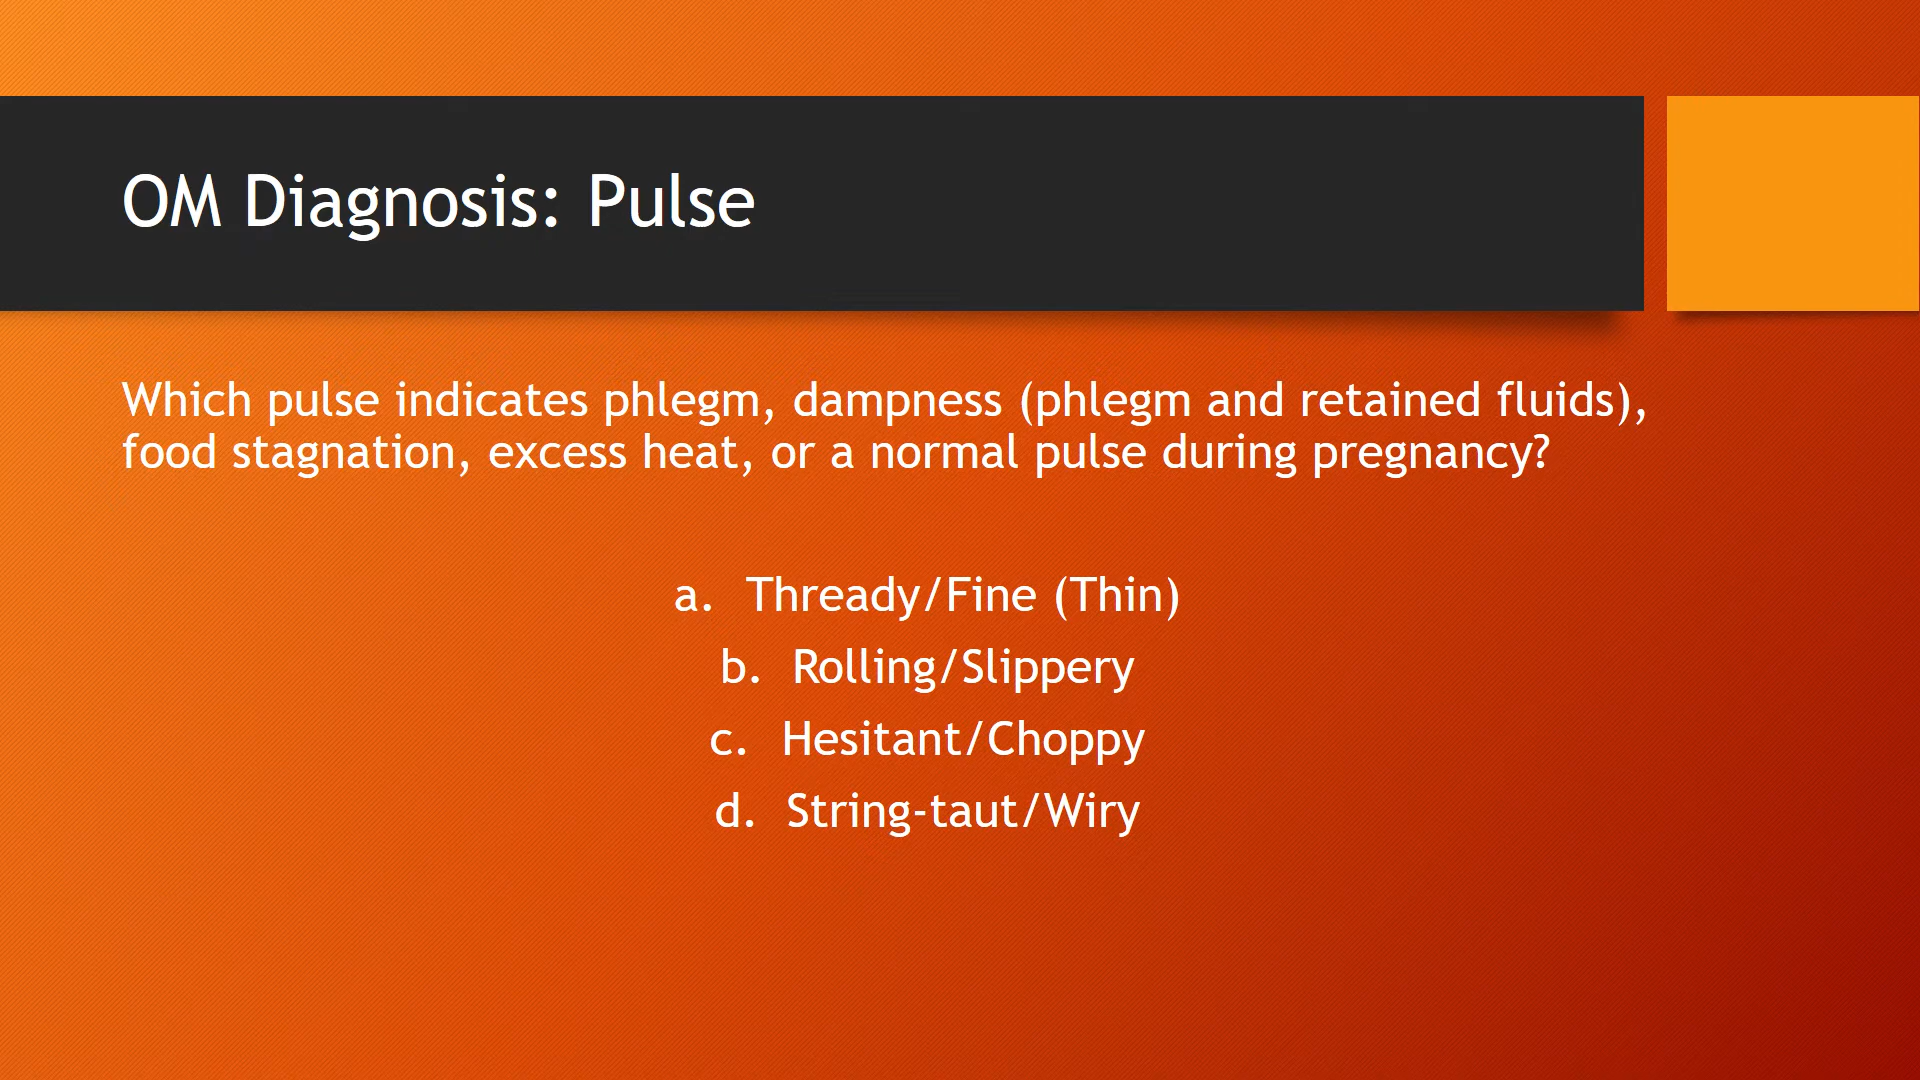 OM Diagnosis: Pulse
Which pulse indicates phlegm, dampness (phlegm and retained fluids),
food stagnation, excess heat, or a normal pulse during pregnancy?
a. Thready/Fine (Thin)
b. Rolling/Slippery
c. Hesitant/Choppy
d. String-taut/Wiry